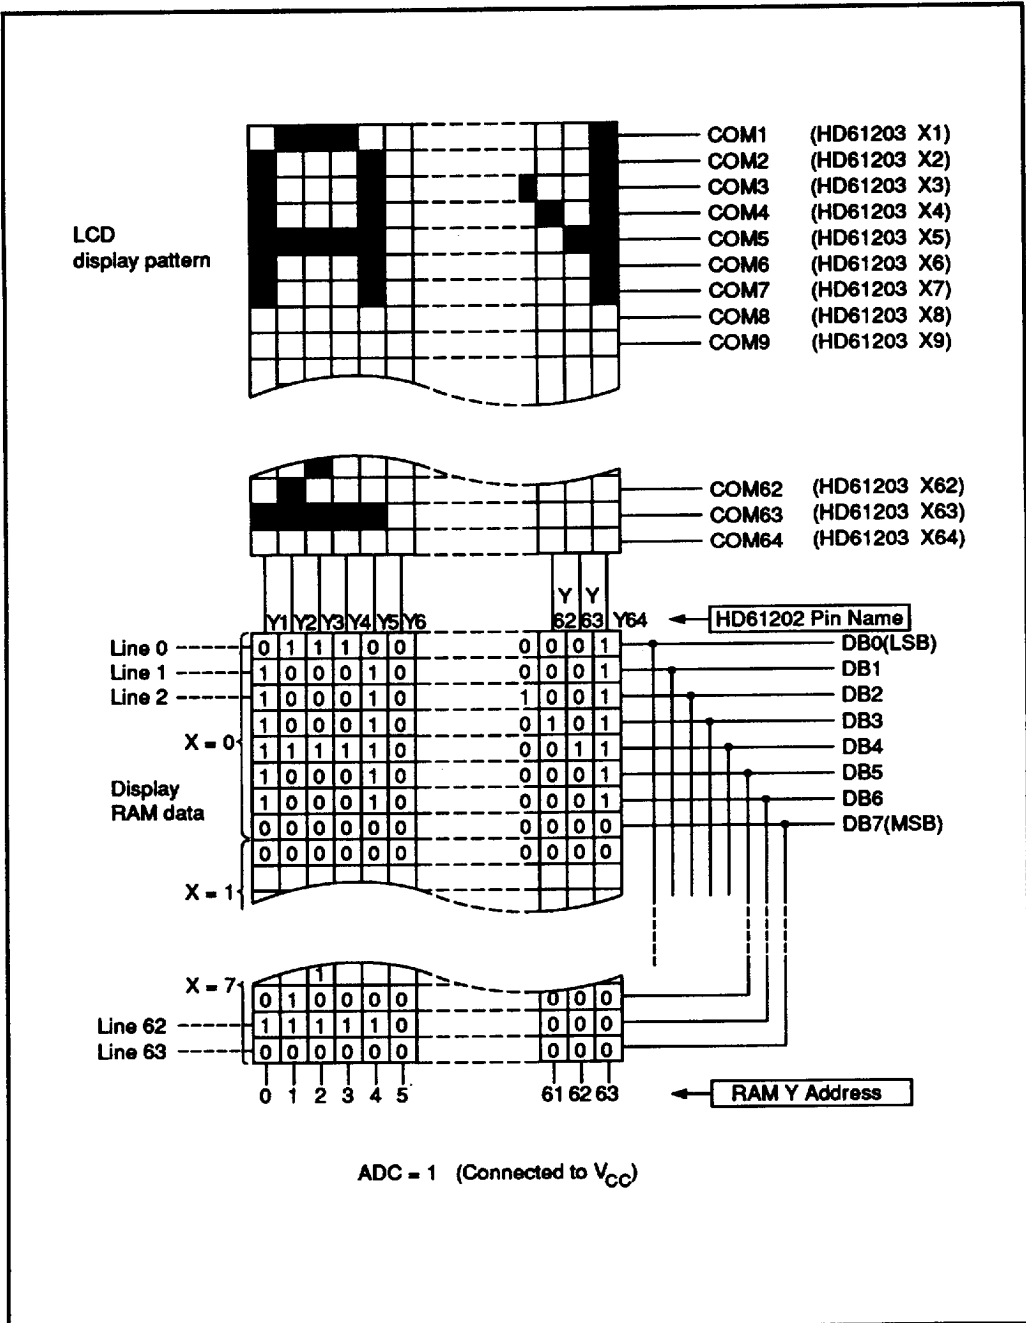 COM1 (HD61203 X1)
COM2 (HD61203 X2)
COM3 (HD61203 X3)
COM4 (HD61203 X4)
LCD
display pattern
COM5 (HD61203 X5)
COM6 (HD61203 X6)
COM7 (HD61203 X7)
COM8 (HD61203 X8)
COM9 (HD61203 X9)
COM62 (HD61203 X62)
COM63 (HD61203 X63)
COM64 (HD61203 X64)
Y1 Y2 Y3 Y4 Y5 Y6 Y62 Y63 Y64 HD61202 Pin Name
Line 0 0 1 1 1 0 0 0 0 0 1 DB0(LSB)
Line 1 1 0 0 0 1 0 0 0 0 1 DB1
Line 2 1 0 0 0 1 0 1 0 0 1 DB2
1 0 0 0 1 0 0 1 0 1 DB3
X = 0 1 1 1 1 1 0 0 0 1 1 DB4
1 0 0 0 1 0 0 0 0 1 DB5
Display
RAM data
1 0 0 0 1 0 0 0 0 1 DB6
0 0 0 0 0 0 0 0 0 0 DB7(MSB)
0 0 0 0 0 0 0 0 0 0
X = 1
1
X = 7
0 1 0 0 0 0 0 0 0
Line 62 1 1 1 1 1 0 0 0 0
Line 63 0 0 0 0 0 0 0 0 0
0 1 2 3 4 5 61 62 63 RAM Y Address
ADC = 1 (Connected to VCC)